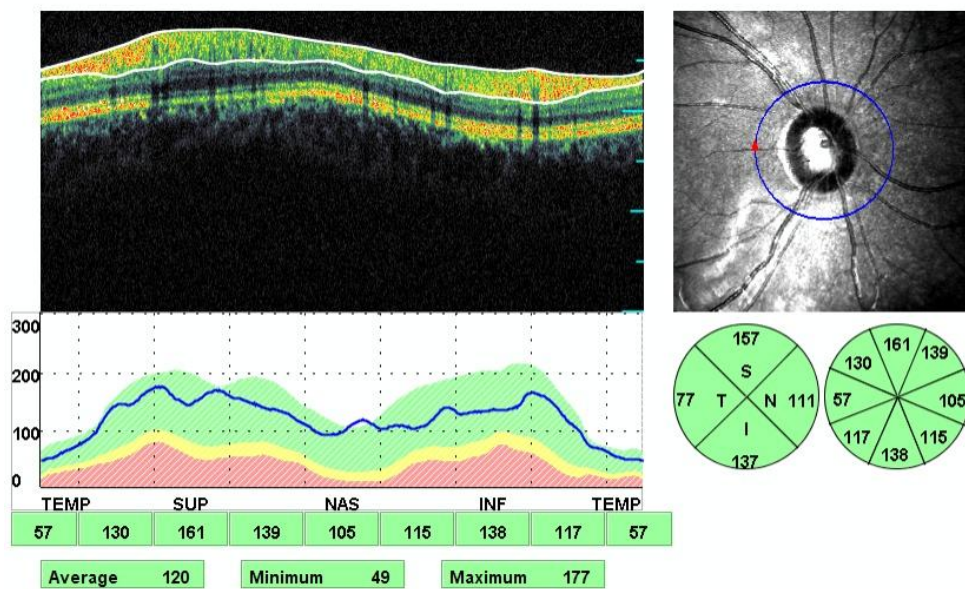 300
200
100
0
TEMP SUP NAS INF TEMP
57 130 161 139 105 115 138 117 57
Average 120 Minimum 49 Maximum 177
157
S
77 T N 111
I
137
161
130 139
57 105
117 115
138